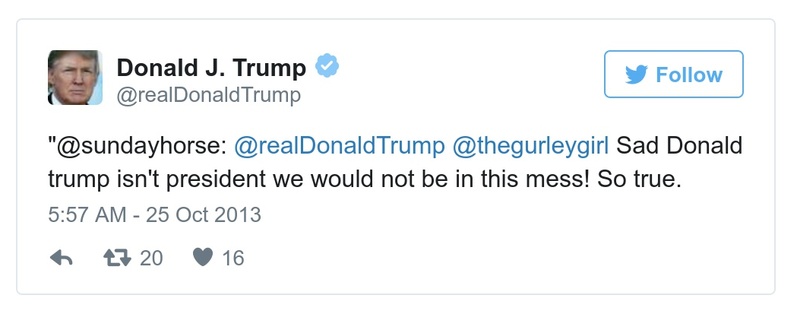 Donald J. Trump
@realDonaldTrump
Follow
"@sundayhorse: @realDonaldTrump @thegurleygirl Sad Donald
trump isn't president we would not be in this mess! So true.
5:57 AM - 25 Oct 2013
20 16